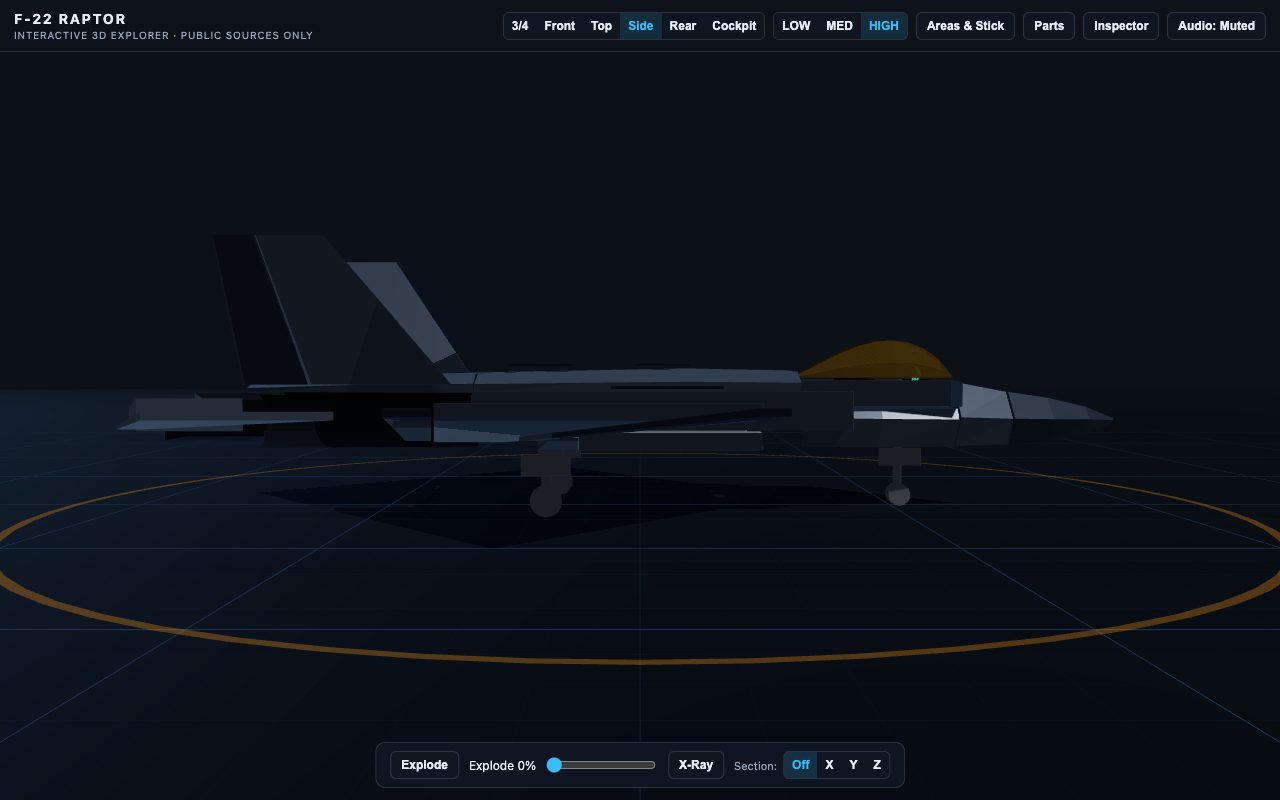 F-22 RAPTOR
INTERACTIVE 3D EXPLORER · PUBLIC SOURCES ONLY
3/4 Front Top Side Rear Cockpit LOW MED HIGH Areas & Stick Parts Inspector Audio: Muted
Explode Explode 0% X-Ray Section: Off X Y Z